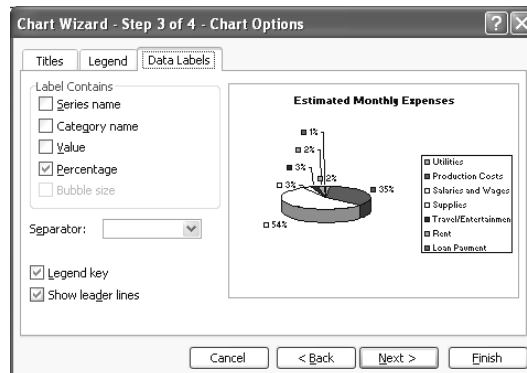 Chart Wizard - Step 3 of 4 - Chart Options
Titles
Legend
Data Labels
Label Contains
Series name
Category name
Value
Percentage
Bubble size
Separator:
Legend key
Show leader lines
Estimated Monthly Expenses
1%
2%
3%
2%
3%
35%
54%
Utilities
Production Costs
Salaries and Wages
Supplies
Travel/Entertainmen
Rent
Loan Payment
Cancel
< Back
Next >
Finish